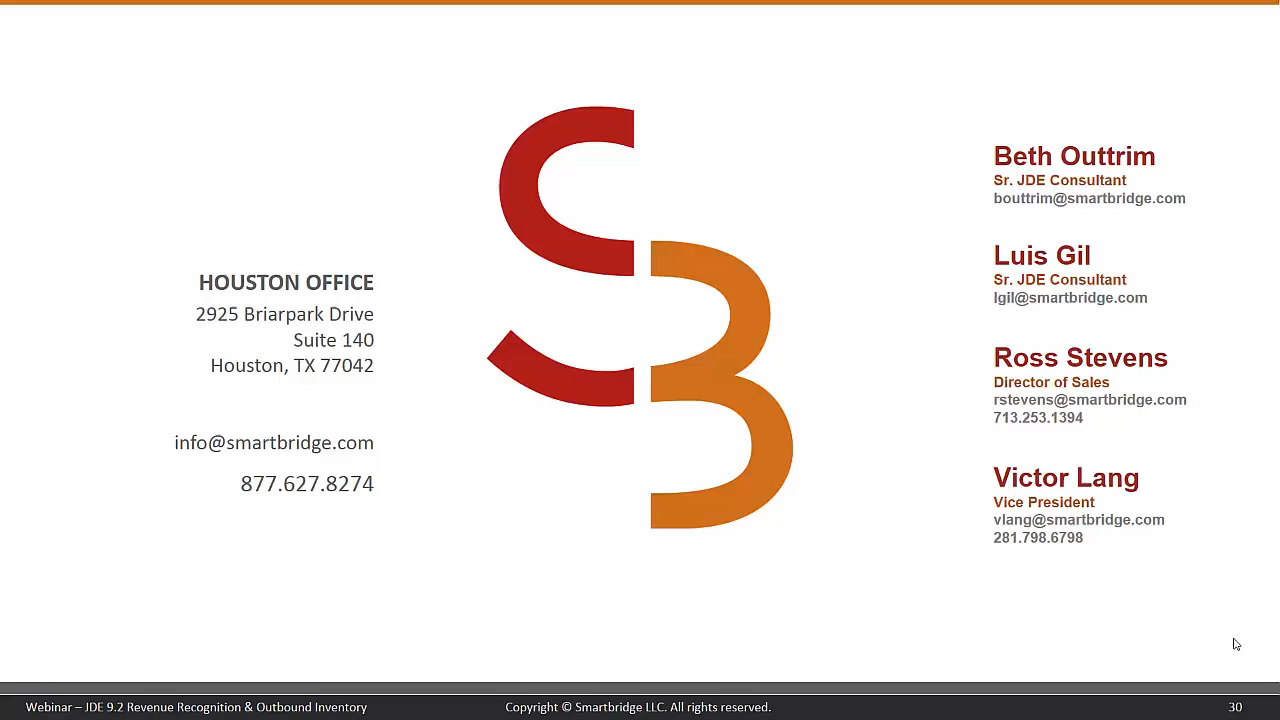 HOUSTON OFFICE
2925 Briarpark Drive
Suite 140
Houston, TX 77042
info@smartbridge.com
877.627.8274
SB
Beth Outtrim
Sr. JDE Consultant
bouttrim@smartbridge.com
Luis Gil
Sr. JDE Consultant
lgil@smartbridge.com
Ross Stevens
Director of Sales
rstevens@smartbridge.com
713.253.1394
Victor Lang
Vice President
vlang@smartbridge.com
281.798.6798
Webinar – JDE 9.2 Revenue Recognition & Outbound Inventory
Copyright © Smartbridge LLC. All rights reserved.
30